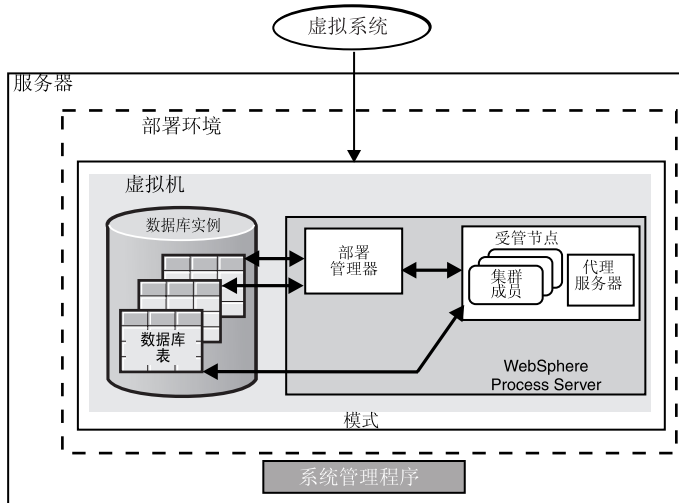 虚拟系统
服务器
部署环境
虚拟机
数据库实例
部署
管理器
受管节点
集群
成员
代理
服务器
数据库
表
WebSphere
Process Server
模式
系统管理程序